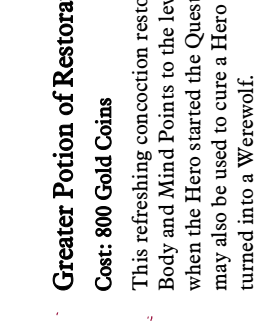 Greater Potion of Restora
Cost: 800 Gold Coins
This refreshing concoction resto
Body and Mind Points to the lev
when the Hero started the Quest
may also be used to cure a Hero
turned into a Werewolf.